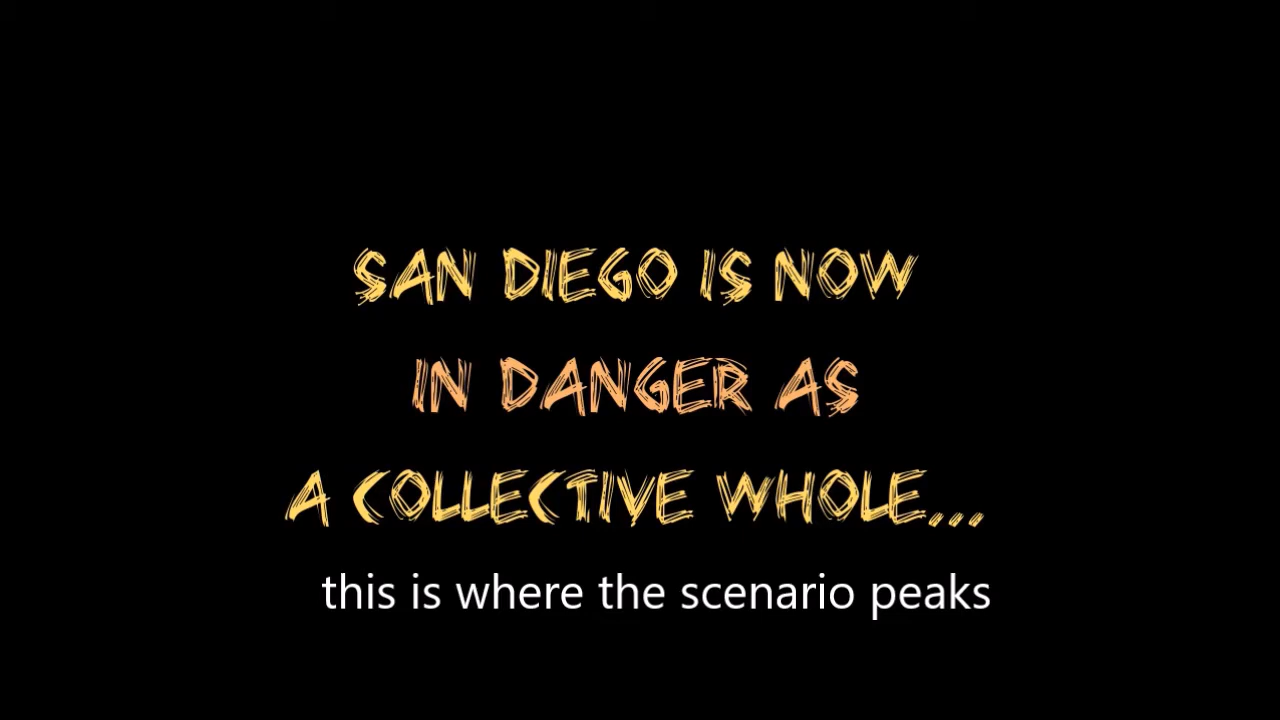 SAN DIEGO IS NOW
IN DANGER AS
A COLLECTIVE WHOLE...
this is where the scenario peaks